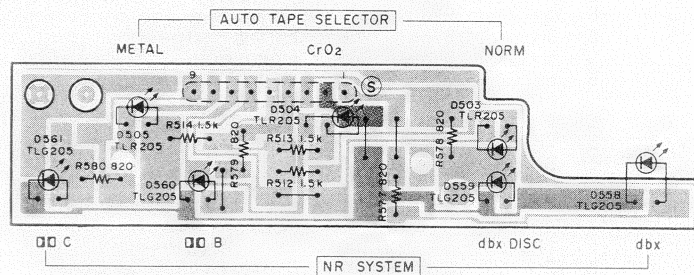 AUTO TAPE SELECTOR
METAL CrO2 NORM
9 1 S
D504
TLR205
D503
TLR205
D561
TLG205
D505
TLR205
R514 1.5k
R513 1.5k
R579 820
R578 820
R580 820
D560
TLG205
R512 1.5k
R577 820
D559
TLG205
D558
TLG205
C B dbx DISC dbx
NR SYSTEM